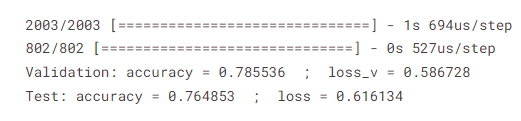 2003/2003 [==============================] - 1s 694us/step
802/802 [==============================] - 0s 527us/step
Validation: accuracy = 0.785536  ;  loss_v = 0.586728
Test: accuracy = 0.764853  ;  loss = 0.616134